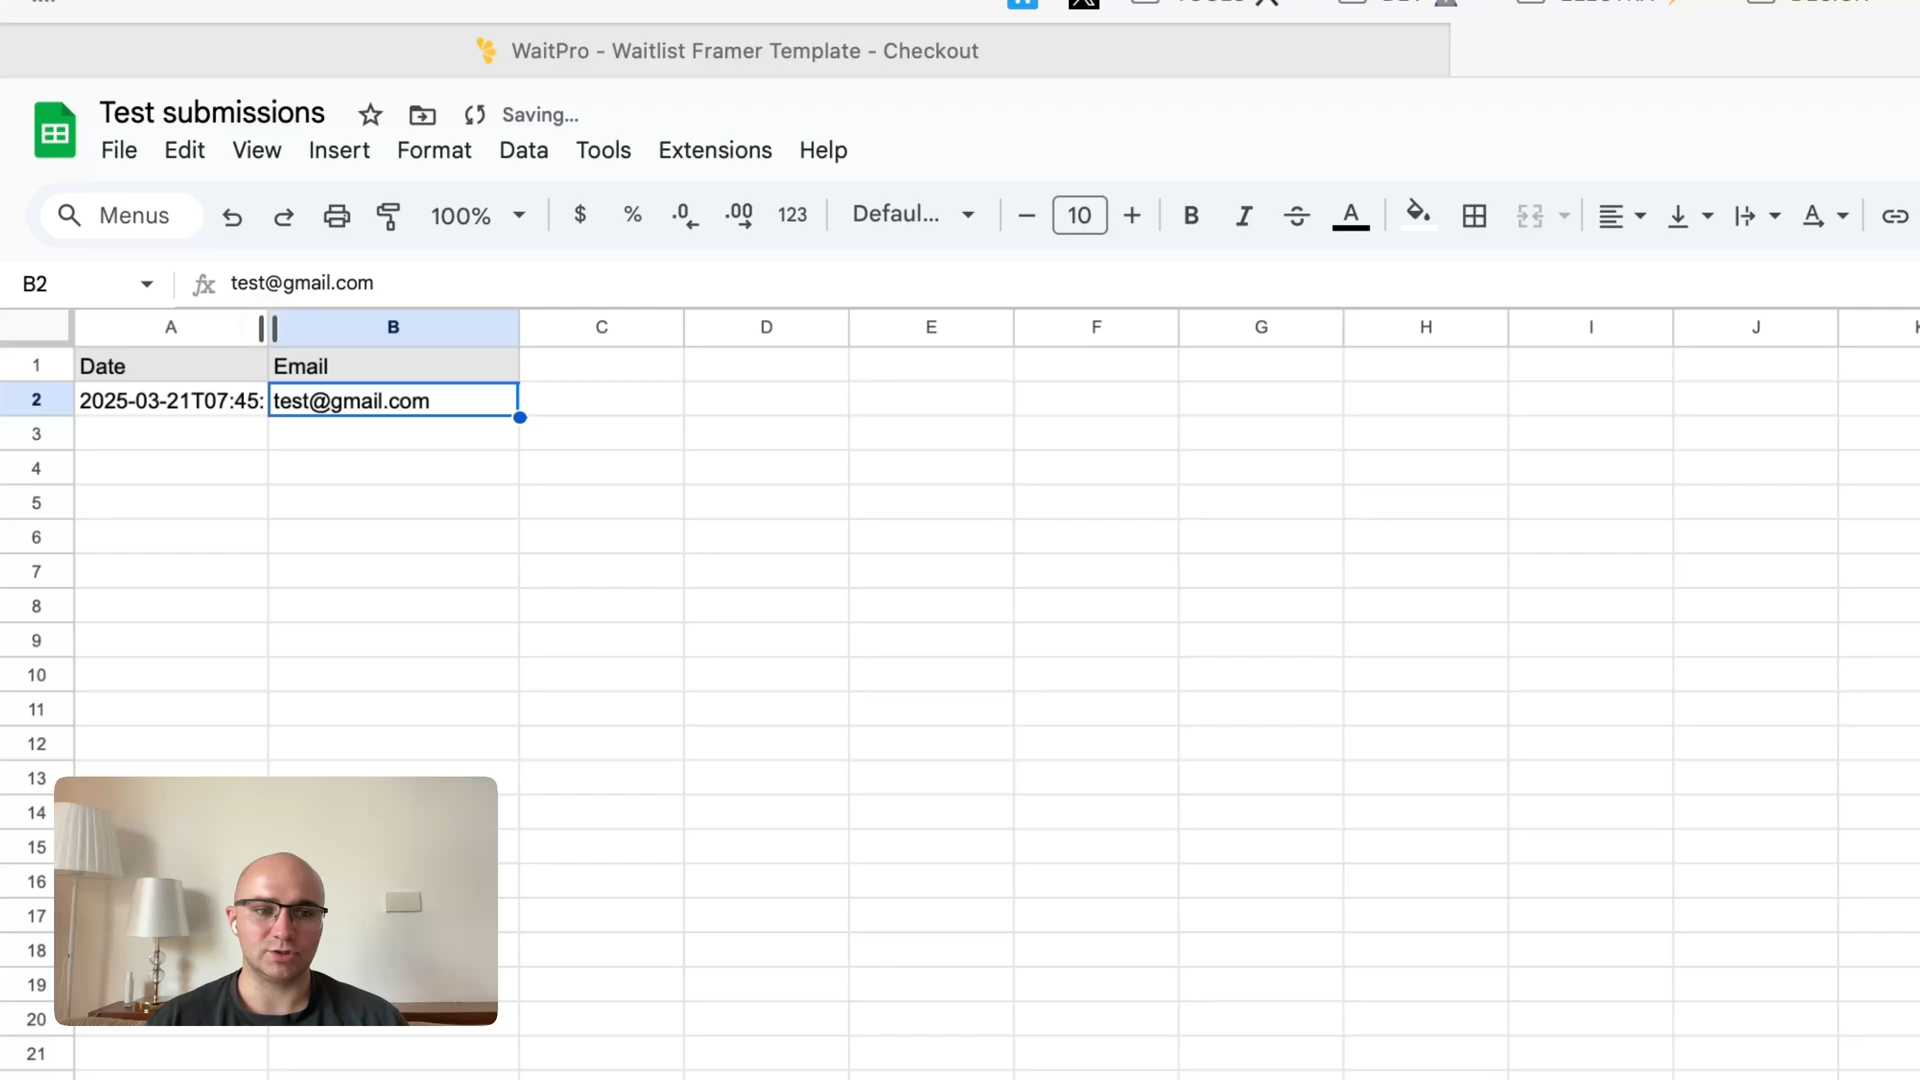 WaitPro - Waitlist Framer Template - Checkout
Test submissions Saving...
File Edit View Insert Format Data Tools Extensions Help
Menus 100% $ % .0 .00 123 Defaul... 10 B I A A
B2 fx test@gmail.com
A B C D E F G H I J
1 Date Email
2 2025-03-21T07:45: test@gmail.com
3
4
5
6
7
8
9
10
11
12
13
14
15
16
17
18
19
20
21